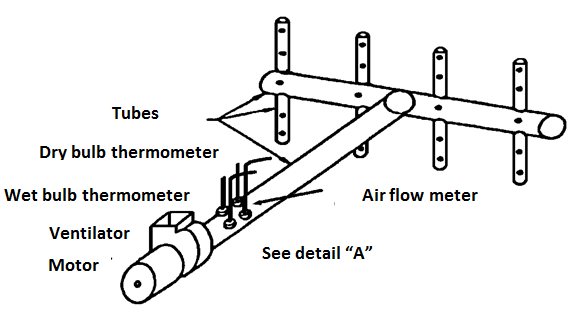 Tubes
Dry bulb thermometer
Wet bulb thermometer
Air flow meter
Ventilator
See detail “A”
Motor